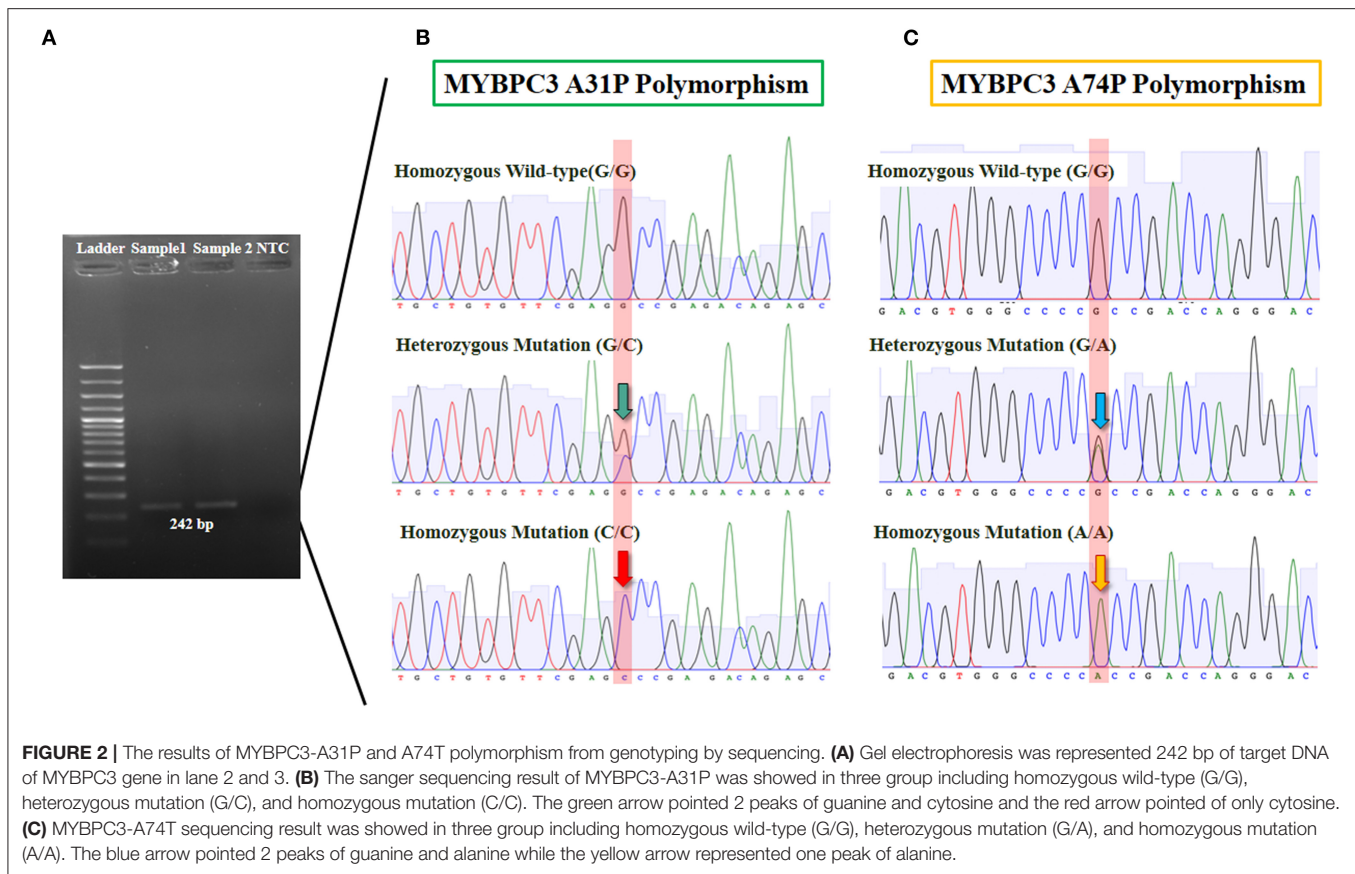 A
B
C
MYBPC3 A31P Polymorphism
MYBPC3 A74P Polymorphism
Ladder Sample1 Sample 2 NTC
242 bp
Homozygous Wild-type(G/G)
T G C T G T G T T C G A G G C C G A G A C A G A G C
Heterozygous Mutation (G/C)
T G C T G T G T T C G A G G C C G A G A C A G A G C
Homozygous Mutation (C/C)
T G C T G T G T T C G A G C C C G A G A C A G A G C
Homozygous Wild-type (G/G)
G A C G T G G G C C C C G C C G A C C A G G G A C
Heterozygous Mutation (G/A)
G A C G T G G G C C C C G C C G A C C A G G G A C
Homozygous Mutation (A/A)
G A C G T G G G C C C C A C C G A C C A G G G A C
FIGURE 2 | The results of MYBPC3-A31P and A74T polymorphism from genotyping by sequencing. (A) Gel electrophoresis was represented 242 bp of target DNA
of MYBPC3 gene in lane 2 and 3. (B) The sanger sequencing result of MYBPC3-A31P was showed in three group including homozygous wild-type (G/G),
heterozygous mutation (G/C), and homozygous mutation (C/C). The green arrow pointed 2 peaks of guanine and cytosine and the red arrow pointed of only cytosine.
(C) MYBPC3-A74T sequencing result was showed in three group including homozygous wild-type (G/G), heterozygous mutation (G/A), and homozygous mutation
(A/A). The blue arrow pointed 2 peaks of guanine and alanine while the yellow arrow represented one peak of alanine.